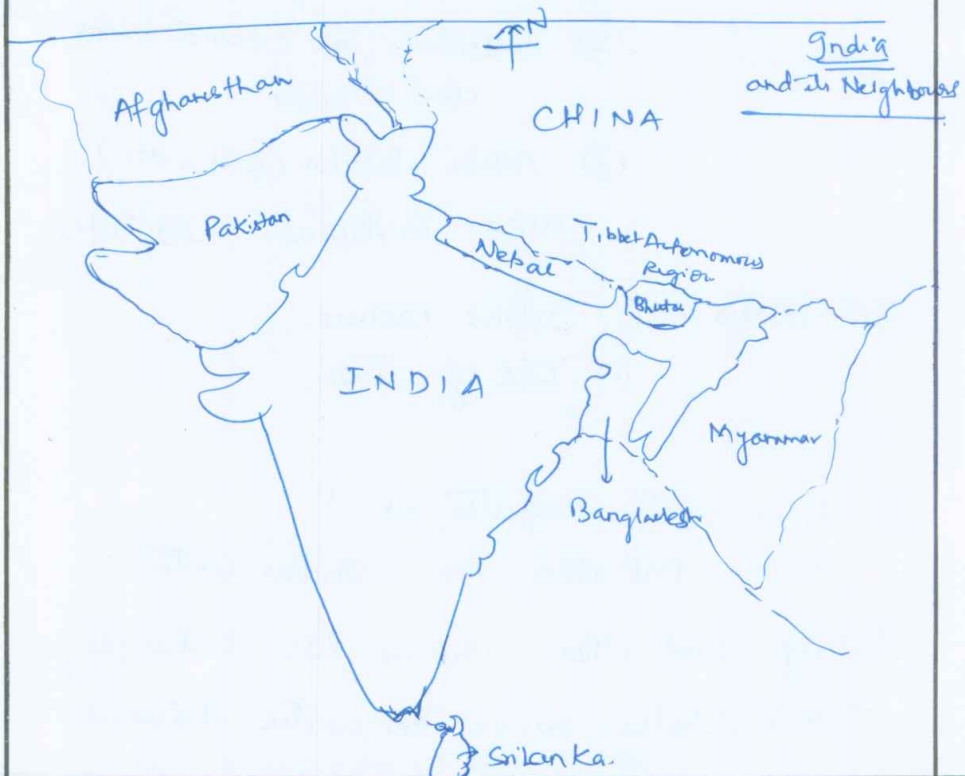 N
India
and its Neighbours
Afghanisthan
CHINA
Pakistan
Nepal
Tibbet Autonomous
Region
Bhutan
INDIA
Myanmar
Bangladesh
Srilanka.